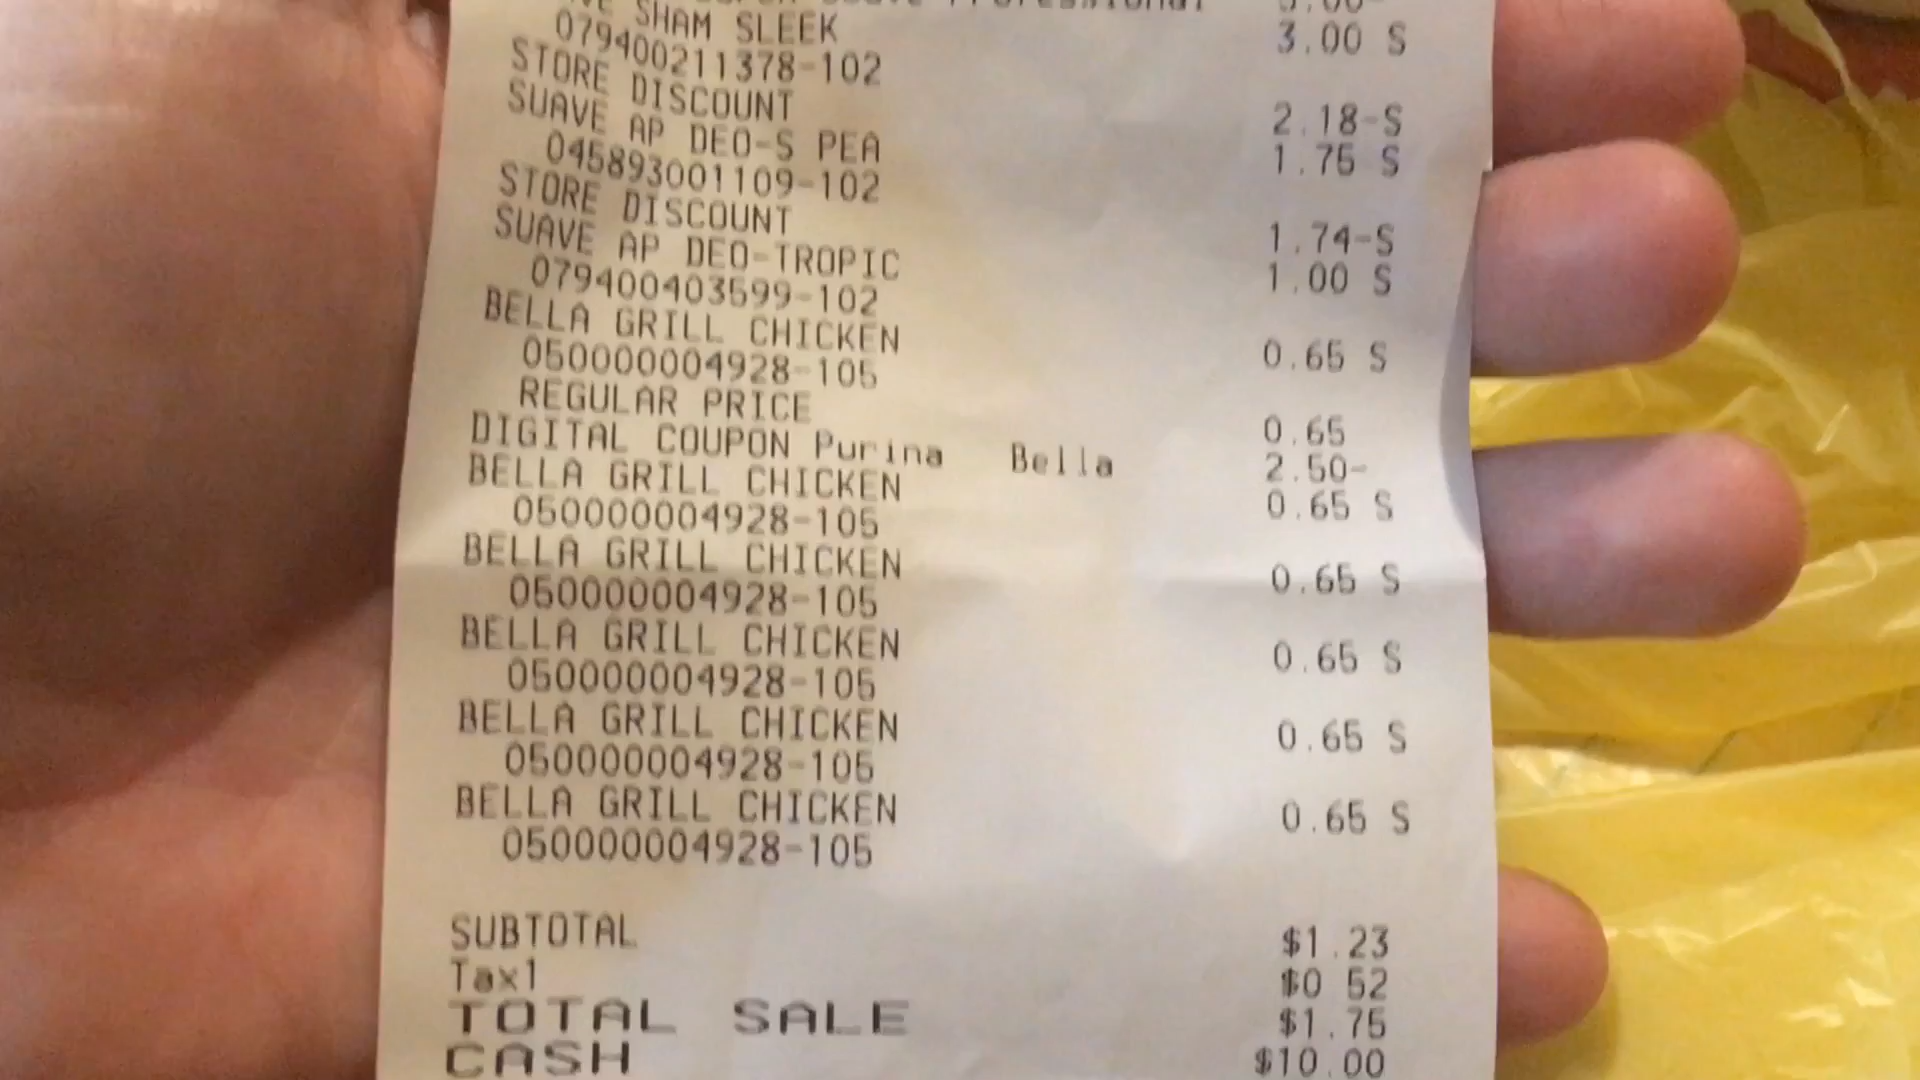 Professional
SHAM SLEEK 3.00 S
079400211378-102
STORE DISCOUNT 2.18-S
SUAVE AP DEO-S PEA 1.75 S
045893001109-102
STORE DISCOUNT 1.74-S
SUAVE AP DEO-TROPIC 1.00 S
079400403599-102
BELLA GRILL CHICKEN 0.65 S
050000004928-105
REGULAR PRICE 0.65
DIGITAL COUPON Purina Bella 2.50-
BELLA GRILL CHICKEN 0.65 S
050000004928-105
BELLA GRILL CHICKEN 0.65 S
050000004928-105
BELLA GRILL CHICKEN 0.65 S
050000004928-105
BELLA GRILL CHICKEN 0.65 S
050000004928-105
BELLA GRILL CHICKEN 0.65 S
050000004928-105
SUBTOTAL $1.23
Tax1 $0 52
TOTAL SALE $1.75
CASH $10.00